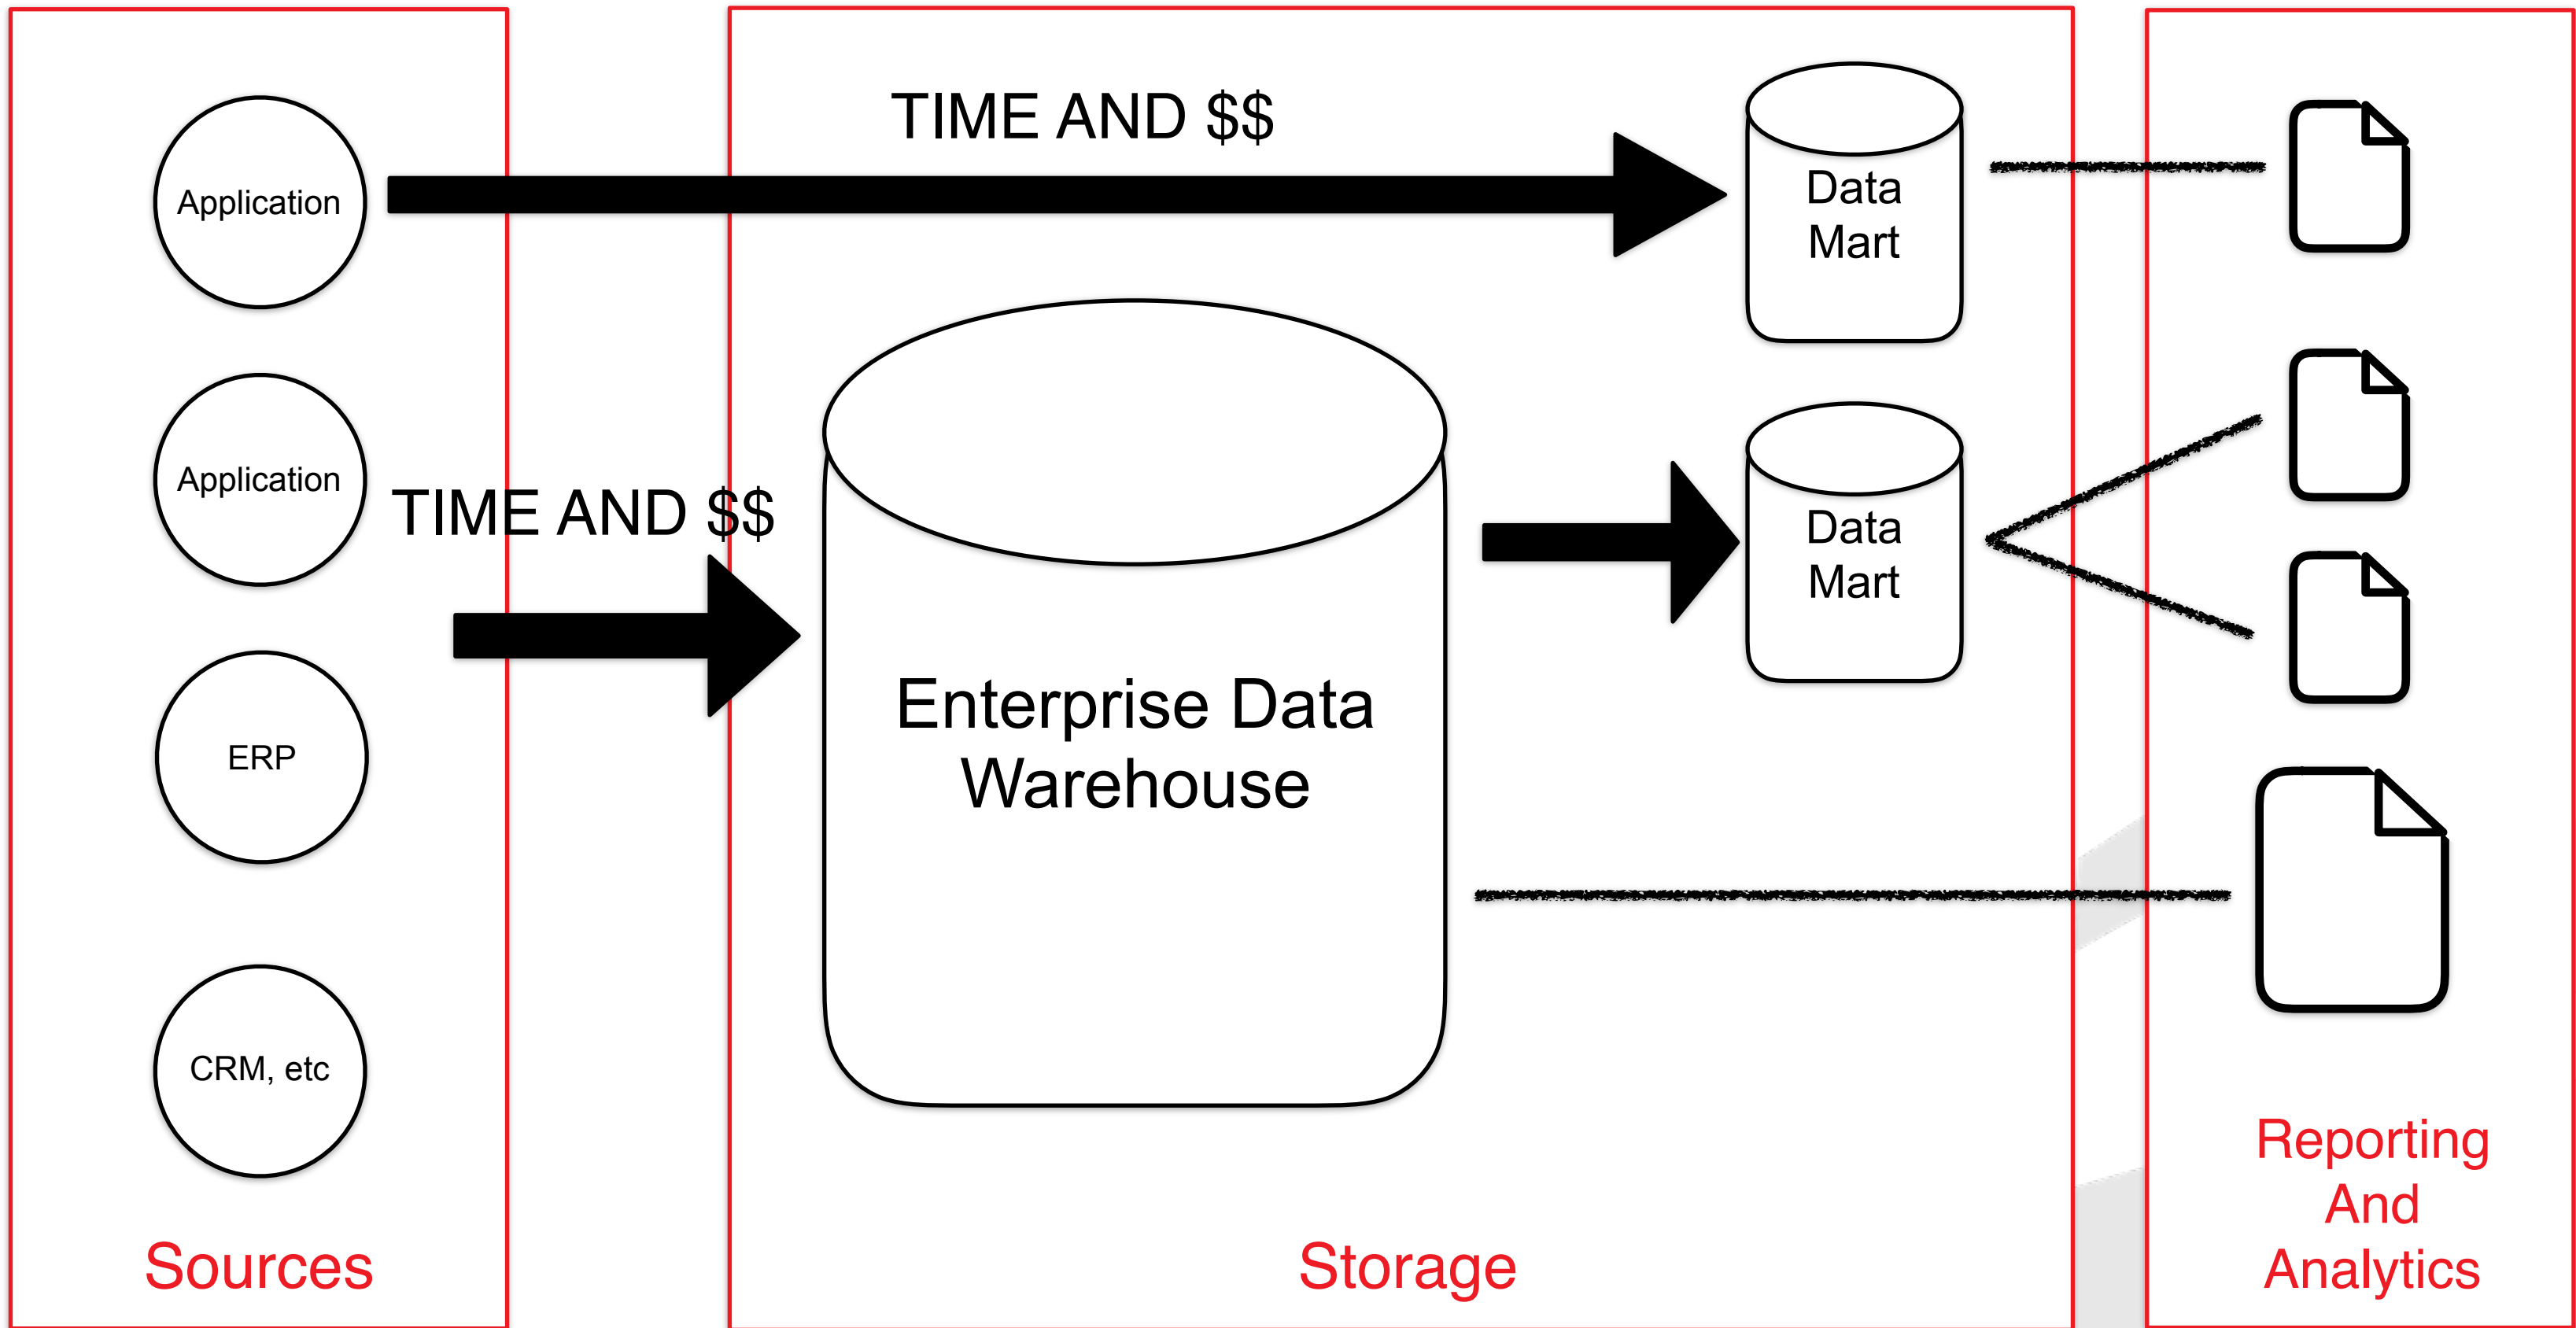 TIME AND $$
Application
Data
Mart
Application
TIME AND $$
Data
Mart
Enterprise Data
Warehouse
ERP
CRM, etc
Sources
Storage
Reporting
And
Analytics